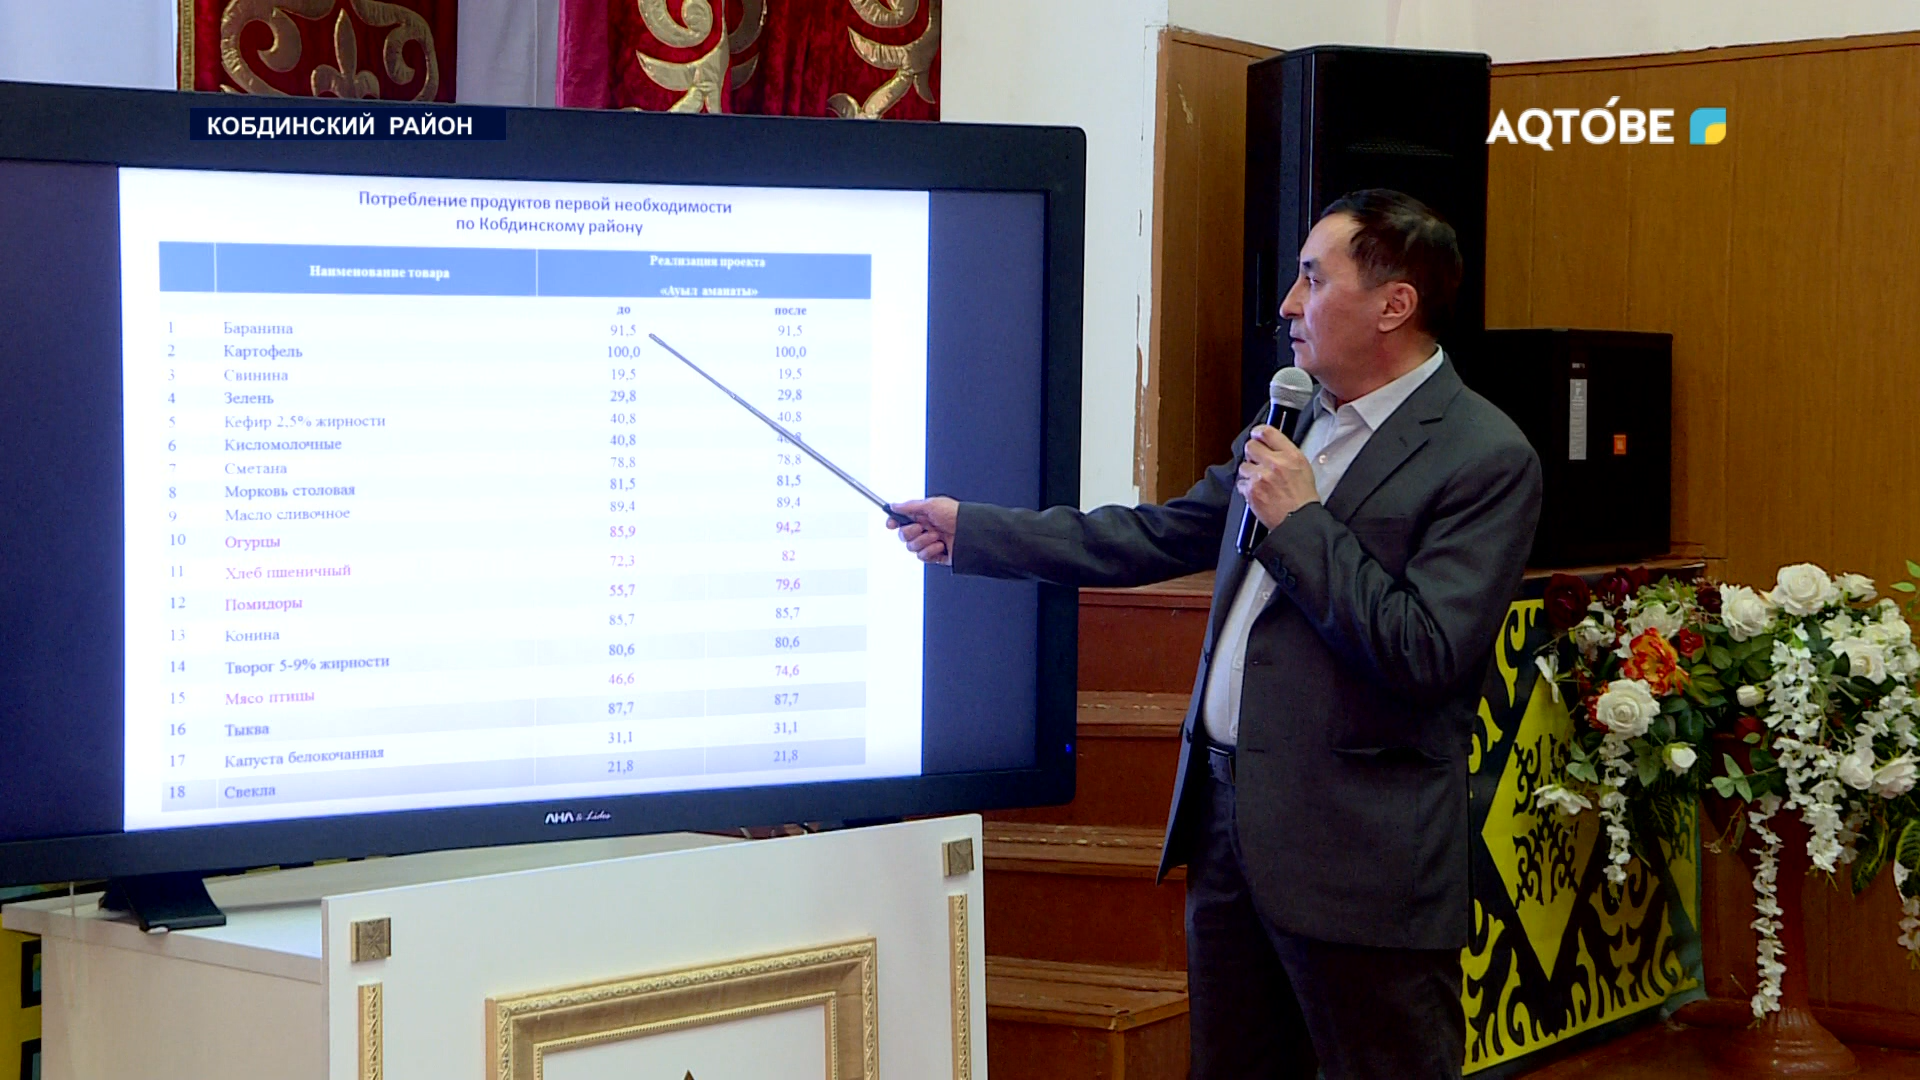 КОБДИНСКИЙ РАЙОН
AQTÓBE
Потребление продуктов первой необходимости
по Кобдинскому району
Наименование товара
Реализация проекта
«Ауыл аманаты»
до после
1 Баранина 91,5 91,5
2 Картофель 100,0 100,0
3 Свинина 19,5 19,5
4 Зелень 29,8 29,8
5 Кефир 2,5% жирности 40,8 40,8
6 Кисломолочные 40,8 40,8
7 Сметана 78,8 78,8
8 Морковь столовая 81,5 81,5
9 Масло сливочное 89,4 89,4
10 Огурцы 85,9 94,2
11 Хлеб пшеничный 72,3 82
12 Помидоры 55,7 79,6
13 Конина 85,7 85,7
14 Творог 5-9% жирности 80,6 80,6
15 Мясо птицы 46,6 74,6
16 Тыква 87,7 87,7
17 Капуста белокочанная 31,1 31,1
18 Свекла 21,8 21,8
AHA & Lides